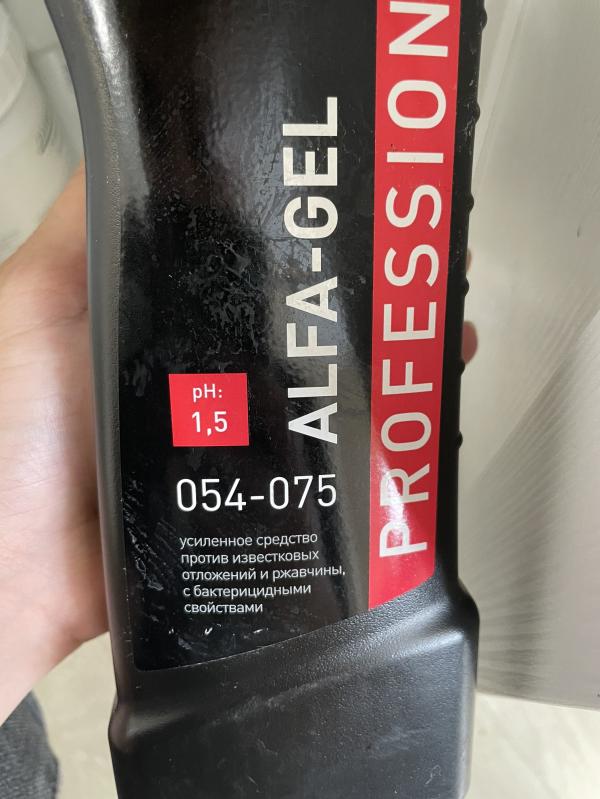 PROFESSION
ALFA-GEL
pH:
1,5
054-075
усиленное средство
против известковых
отложений и ржавчины,
с бактерицидными
свойствами